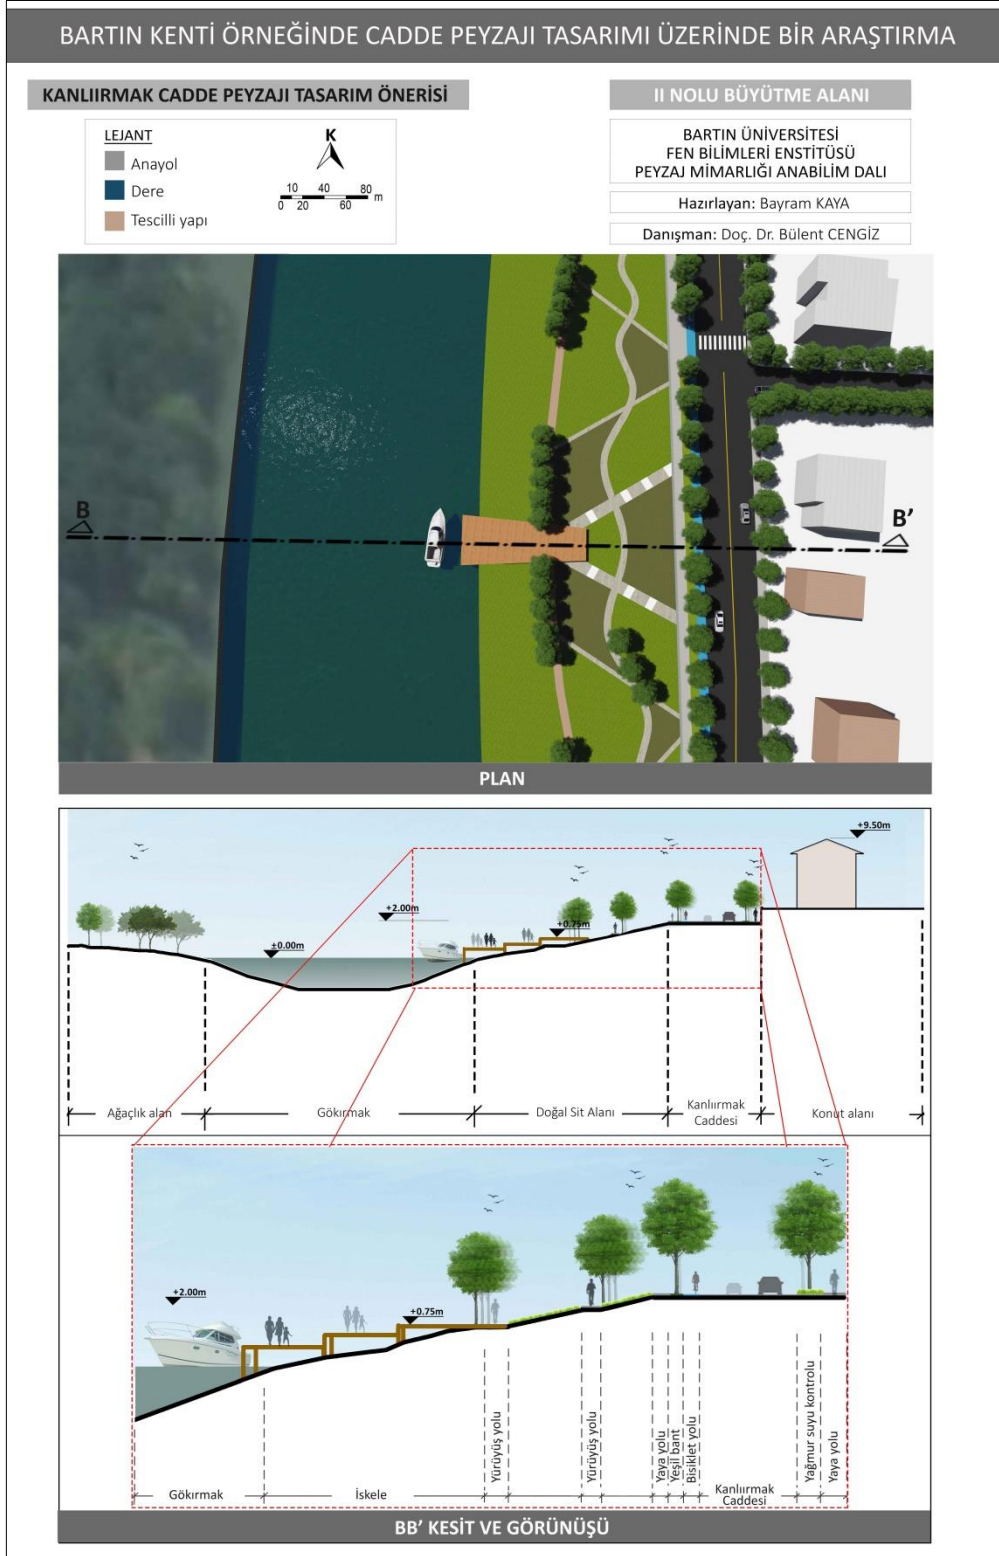 BARTIN KENTİ ÖRNEĞİNDE CADDE PEYZAJI TASARIMI ÜZERİNDE BİR ARAŞTIRMA
KANLIIRMAK CADDE PEYZAJI TASARIM ÖNERİSİ
LEJANT
Anayol
Dere
Tescilli yapı
K
10 40 80
0 20 60 m
II NOLU BÜYÜTME ALANI
BARTIN ÜNİVERSİTESİ
FEN BİLİMLERİ ENSTİTÜSÜ
PEYZAJ MİMARLIĞI ANABİLİM DALI
Hazırlayan: Bayram KAYA
Danışman: Doç. Dr. Bülent CENGİZ
B
B'
PLAN
+9.50m
+2.00m
+0.75m
±0.00m
Ağaçlık alan
Gökırmak
Doğal Sit Alanı
Kanlıırmak
Caddesi
Konut alanı
+2.00m
+0.75m
Yürüyüş yolu
Yürüyüş yolu
Yaya yolu
Yeşil bant
Bisiklet yolu
Yağmur suyu kontrolu
Yaya yolu
Gökırmak
İskele
Kanlıırmak
Caddesi
BB' KESİT VE GÖRÜNÜŞÜ